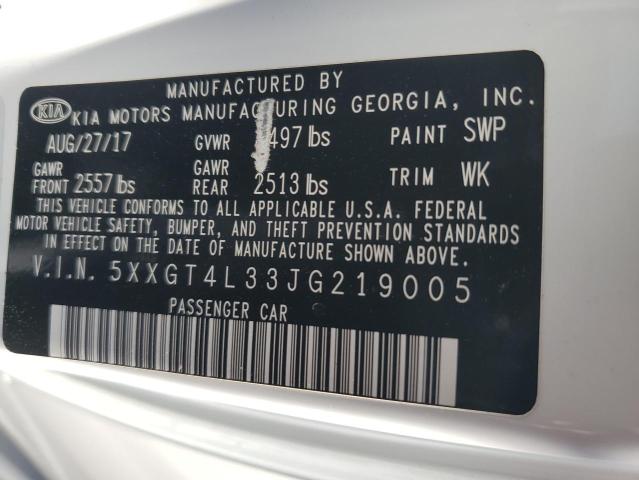 MANUFACTURED BY
KIA KIA MOTORS MANUFACTURING GEORGIA, INC.
AUG/27/17 GVWR 497 lbs PAINT SWP
GAWR FRONT 2557 lbs GAWR REAR 2513 lbs TRIM WK
THIS VEHICLE CONFORMS TO ALL APPLICABLE U.S.A. FEDERAL
MOTOR VEHICLE SAFETY, BUMPER, AND THEFT PREVENTION STANDARDS
IN EFFECT ON THE DATE OF MANUFACTURE SHOWN ABOVE.
V.I.N. 5XXGT4L33JG219005
PASSENGER CAR